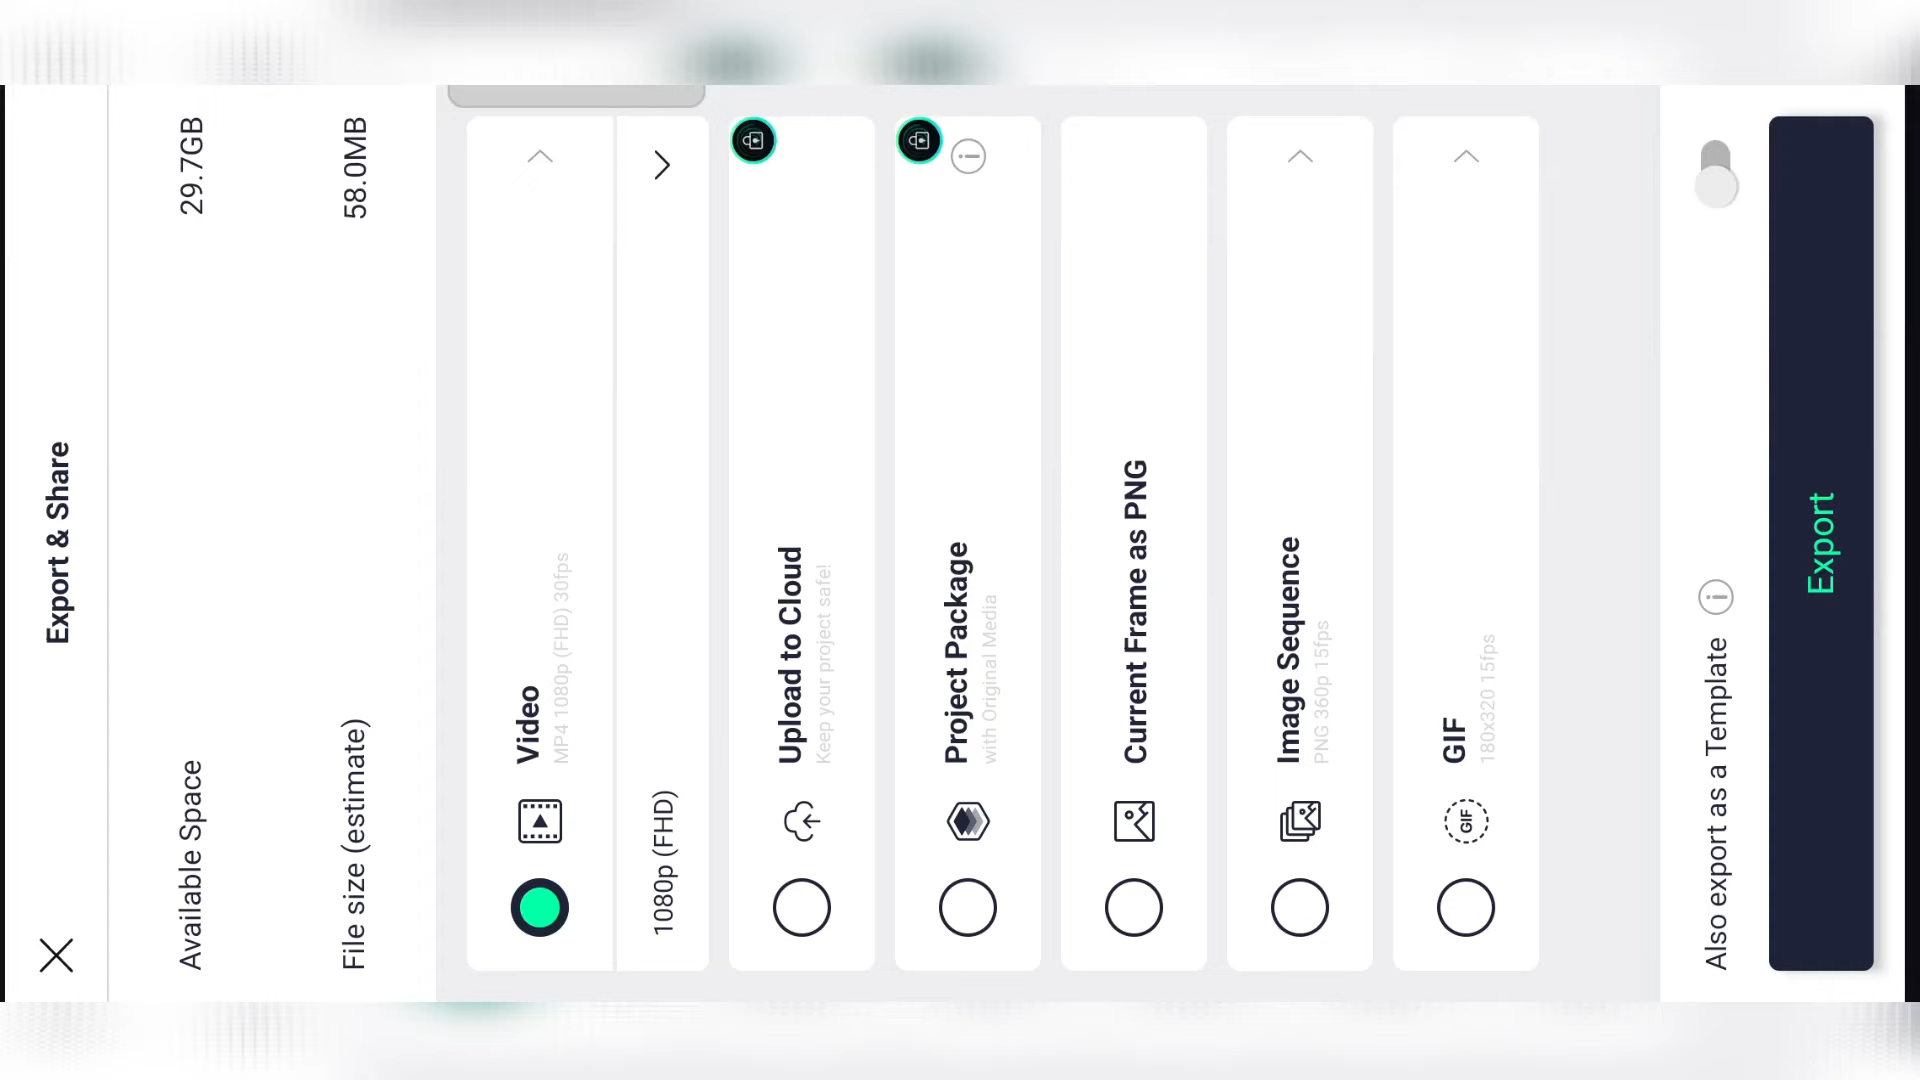 Export & Share
Available Space 29.7GB
File size (estimate) 58.0MB
Video
MP4 1080p (FHD) 30fps
1080p (FHD)
Upload to Cloud
Keep your project safe!
Project Package
with Original Media
Current Frame as PNG
Image Sequence
PNG 360p 15fps
GIF
GIF
180x320 15fps
Also export as a Template
Export